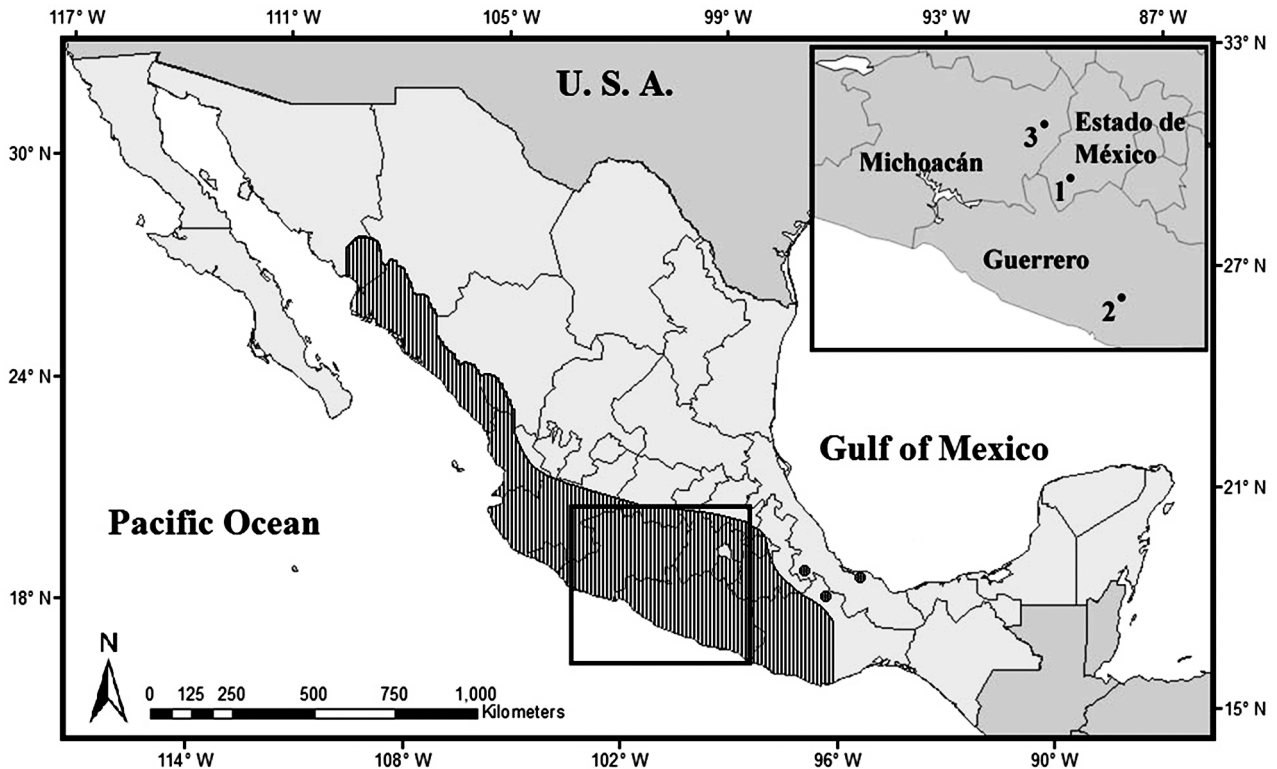 117° W 105° W 99° W 93° W 87° W
111° W
33° N
U. S. A.
3
Estado de
México
Michoacán
1
Guerrero
2
30° N
27° N
24° N
Gulf of Mexico
21° N
Pacific Ocean
18° N
N
0 125 250 500 750 1,000
Kilometers
15° N
114° W 108° W 102° W 96° W 90° W